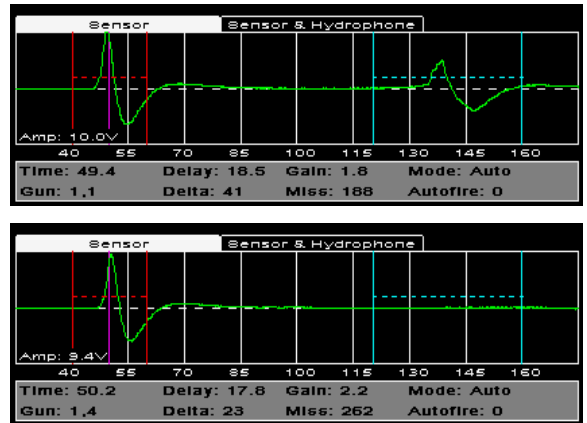 Sensor Sensor & Hydrophone
Amp: 10.0V
40 55 70 85 100 115 130 145 160
Time: 49.4 Delay: 18.5 Gain: 1.8 Mode: Auto
Gun: 1,1 Delta: 41 Miss: 188 Autofire: 0
Sensor Sensor & Hydrophone
Amp: 9.4V
40 55 70 85 100 115 130 145 160
Time: 50.2 Delay: 17.8 Gain: 2.2 Mode: Auto
Gun: 1,4 Delta: 23 Miss: 262 Autofire: 0